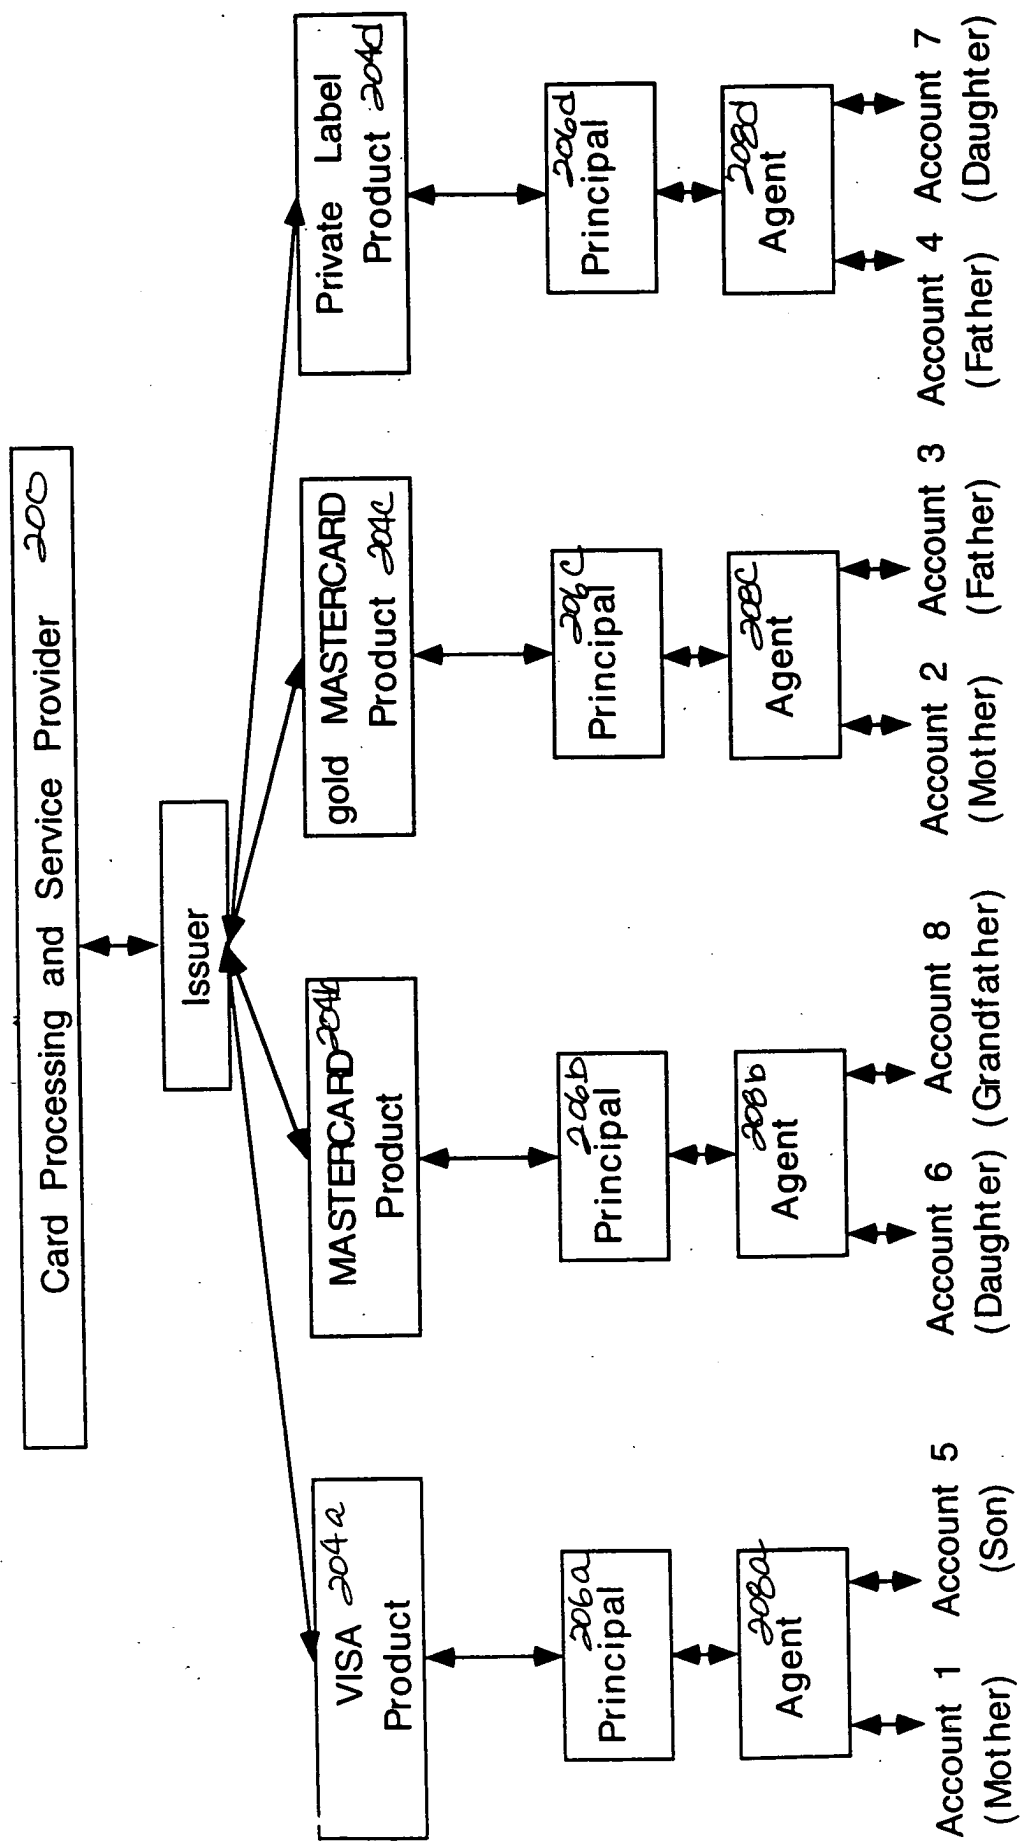 Card Processing and Service Provider 200
Issuer
VISA 204a
Product
MASTERCARD 204b
Product
gold MASTERCARD
Product 204c
Private Label
Product 204d
206a
Principal
206b
Principal
206c
Principal
206d
Principal
208a
Agent
208b
Agent
208c
Agent
208d
Agent
Account 1
(Mother)
Account 5
(Son)
Account 6
(Daughter)
Account 8
(Grandfather)
Account 2
(Mother)
Account 3
(Father)
Account 4
(Father)
Account 7
(Daughter)